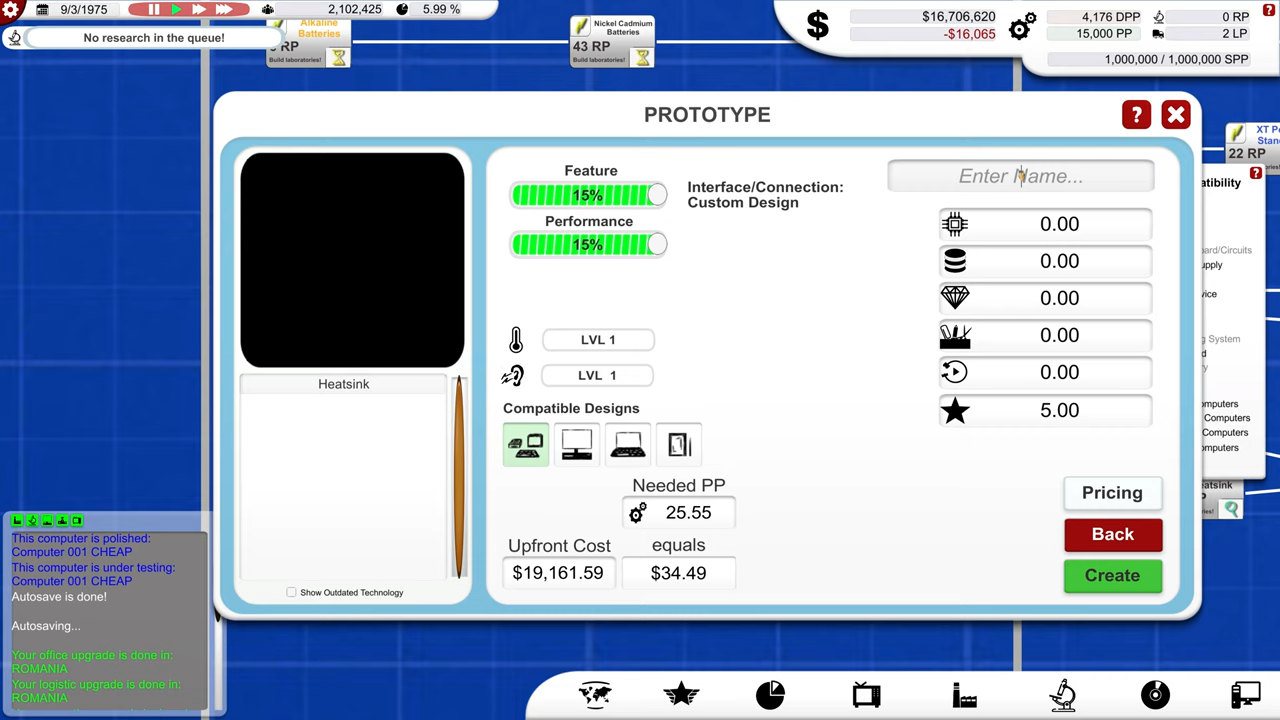 9/3/1975
2,102,425
5.99 %
No research in the queue!
Alkaline
Batteries
RP
Build laboratories!
Nickel Cadmium
Batteries
43 RP
Build laboratories!
$
$16,706,620
-$16,065
4,176 DPP
0 RP
15,000 PP
2 LP
1,000,000 / 1,000,000 SPP
?
PROTOTYPE
?
Feature
15%
Performance
15%
Interface/Connection:
Custom Design
Enter Name...
0.00
0.00
0.00
0.00
0.00
5.00
LVL 1
LVL 1
Compatible Designs
Needed PP
25.55
Upfront Cost
equals
$19,161.59
$34.49
Pricing
Back
Create
Heatsink
Show Outdated Technology
22 RP
?
This computer is polished:
Computer 001 CHEAP
This computer is under testing:
Computer 001 CHEAP
Autosave is done!
Autosaving...
Your office upgrade is done in:
ROMANIA
Your logistic upgrade is done in:
ROMANIA